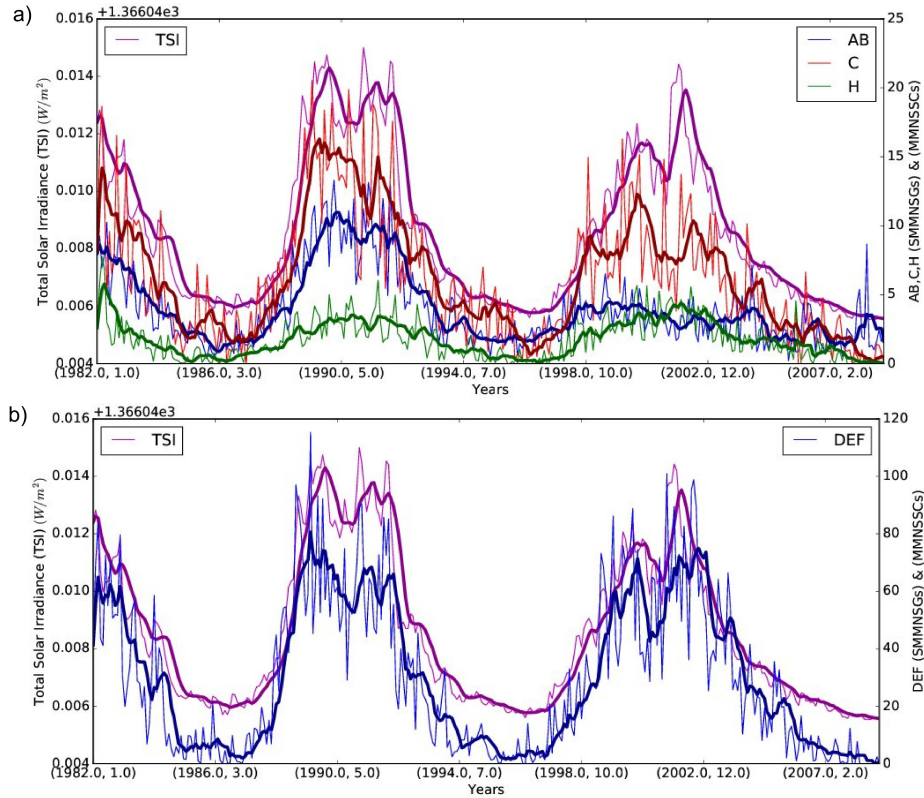 a)
+1.36604e3
TSI
AB
C
H
0.016
0.014
0.012
0.010
0.008
0.006
0.004
Total Solar Irradiance (TSI) (W/m²)
25
20
15
10
5
0
AB,C,H (SMMNSGs) & (MMNSSCs)
(1982.0, 1.0)
(1986.0, 3.0)
(1990.0, 5.0)
(1994.0, 7.0)
(1998.0, 10.0)
(2002.0, 12.0)
(2007.0, 2.0)
Years
b)
+1.36604e3
TSI
DEF
0.016
0.014
0.012
0.010
0.008
0.006
0.004
Total Solar Irradiance (TSI) (W/m²)
120
100
80
60
40
20
0
DEF (SMMNSGs) & (MMNSSCs)
(1982.0, 1.0)
(1986.0, 3.0)
(1990.0, 5.0)
(1994.0, 7.0)
(1998.0, 10.0)
(2002.0, 12.0)
(2007.0, 2.0)
Years